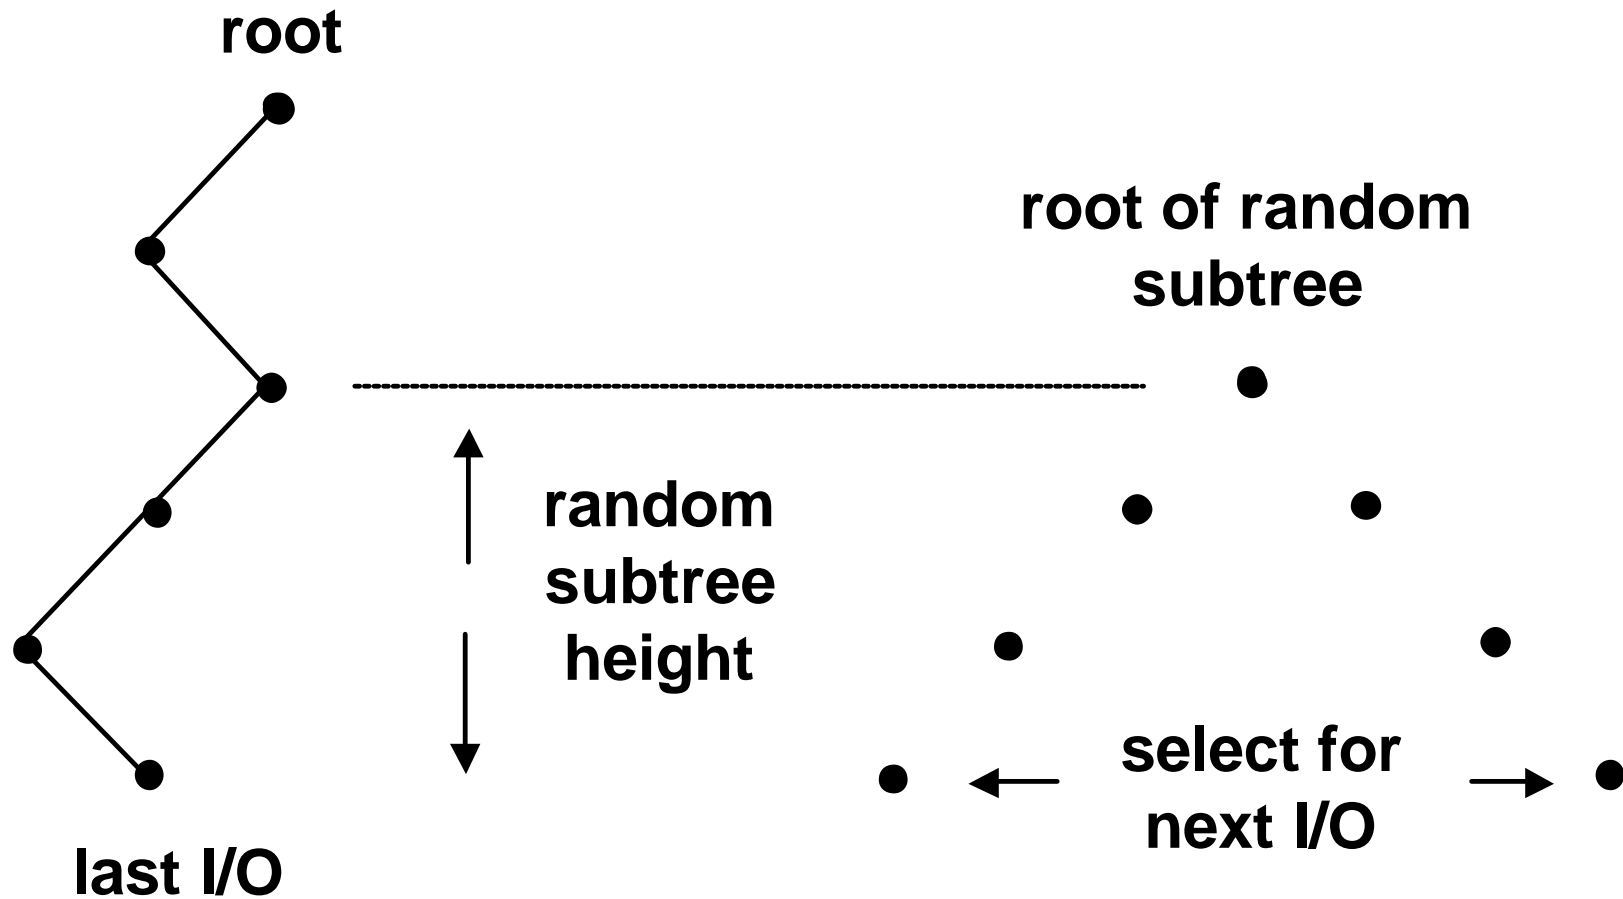 root
root of random
subtree
random
subtree
height
select for
next I/O
last I/O